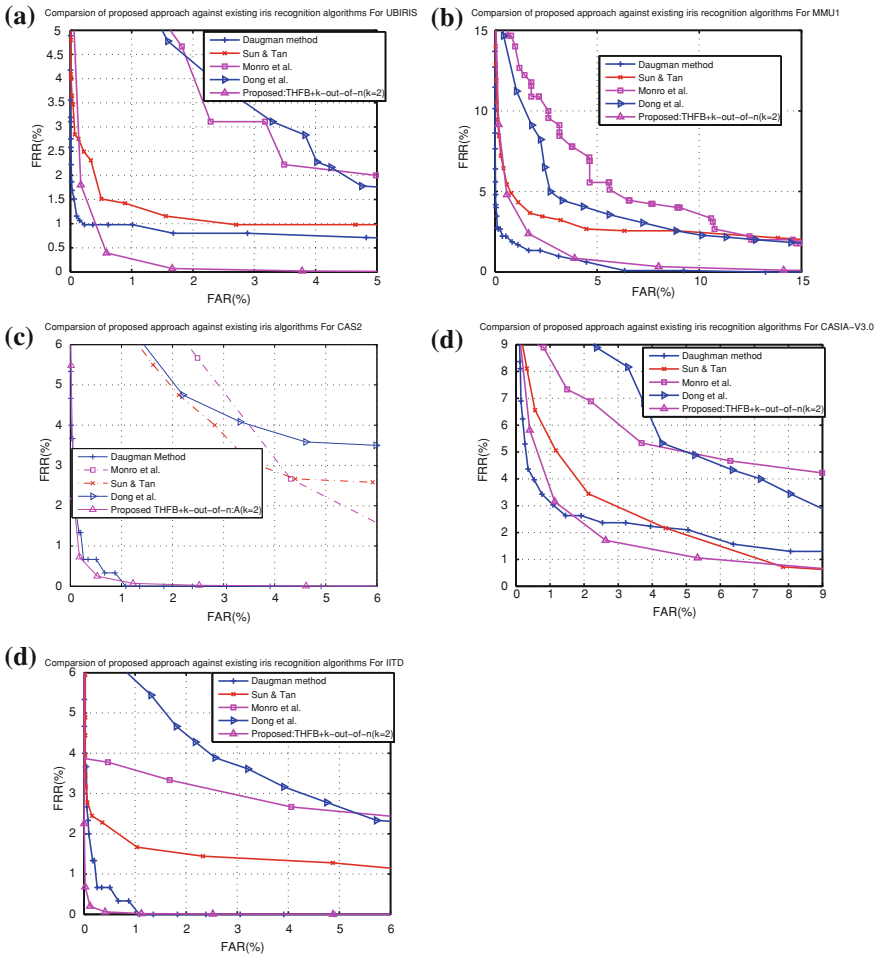 (a)
Comparsion of proposed approach against existing iris recognition algorithms For UBIRIS
5
4.5
4
3.5
3
2.5
2
1.5
1
0.5
0
FRR(%)
Daugman method
Sun & Tan
Monro et al.
Dong et al.
Proposed:THFB+k-out-of-n(k=2)
0
1
2
3
4
5
FAR(%)
(b)
Comparsion of proposed approach against existing iris recognition algorithms For MMU1
15
10
5
0
FRR(%)
Daugman method
Sun & Tan
Monro et al.
Dong et al.
Proposed:THFB+k-out-of-n(k=2)
0
5
10
15
FAR(%)
(c)
Comparsion of proposed approach against existing iris algorithms For CAS2
6
5
4
3
2
1
0
FRR(%)
Daugman Method
Monro et al.
Sun & Tan
Dong et al.
Proposed THFB+k-out-of-n:A(k=2)
0
1
2
3
4
5
6
FAR(%)
(d)
Comparsion of proposed approach against existing iris recognition algorithms For CASIA-V3.0
9
8
7
6
5
4
3
2
1
0
FRR(%)
Daughman method
Sun & Tan
Monro et al.
Dong et al.
Proposed:THFB+k-out-of-n(k=2)
0
1
2
3
4
5
6
7
8
9
FAR(%)
(d)
Comparsion of proposed approach against existing iris recognition algorithms For IITD
6
5
4
3
2
1
0
FRR(%)
Daugman method
Sun & Tan
Monro et al.
Dong et al.
Proposed:THFB+k-out-of-n(k=2)
0
1
2
3
4
5
6
FAR(%)